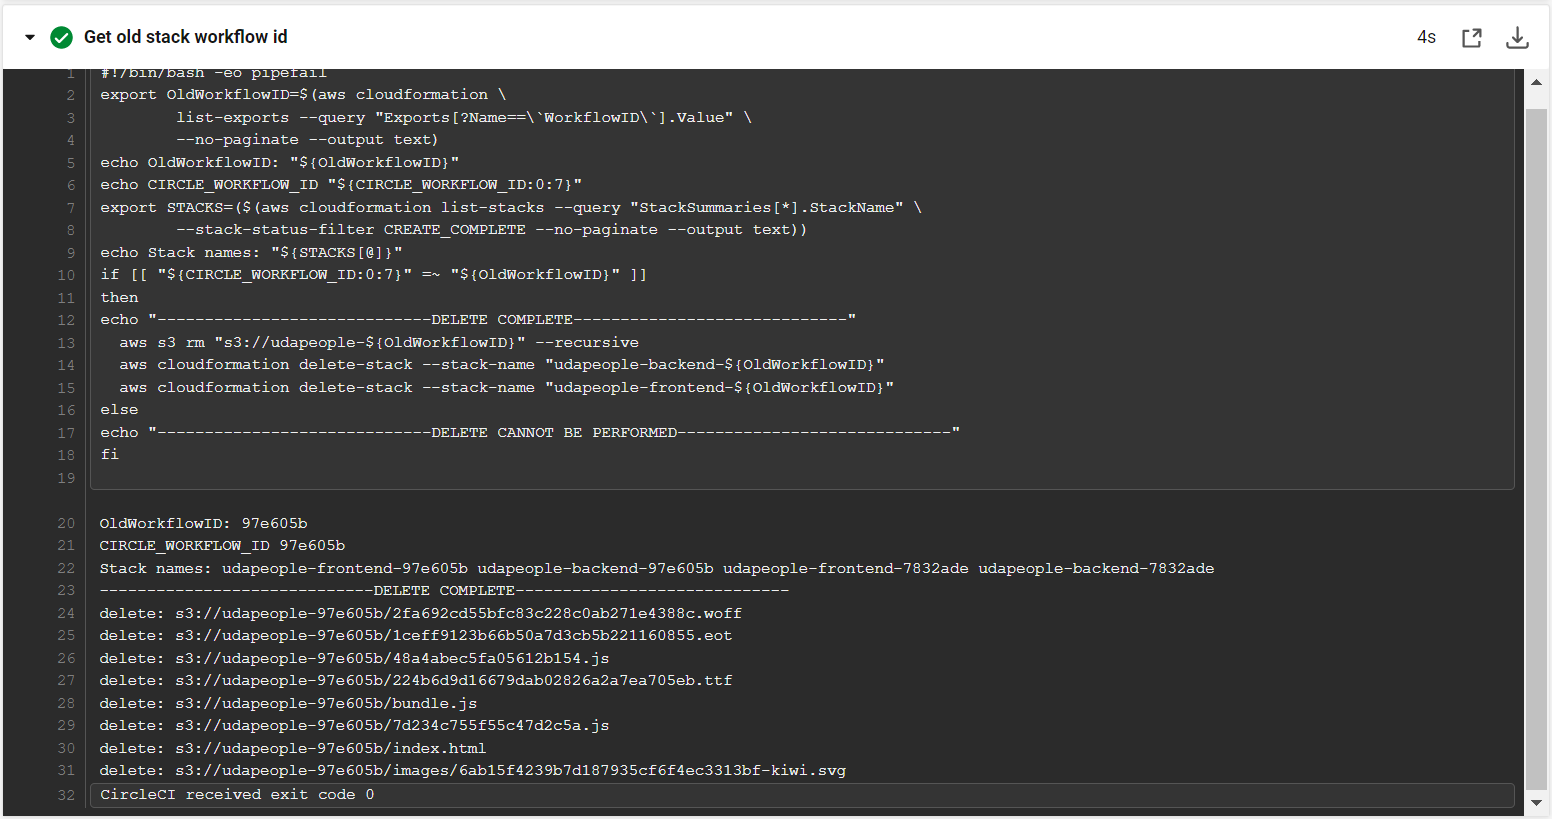 Get old stack workflow id
4s
1 #!/bin/bash -eo pipefail
2 export OldWorkflowID=$(aws cloudformation \
3         list-exports --query "Exports[?Name==\`WorkflowID\`].Value" \
4         --no-paginate --output text)
5 echo OldWorkflowID: "${OldWorkflowID}"
6 echo CIRCLE_WORKFLOW_ID "${CIRCLE_WORKFLOW_ID:0:7}"
7 export STACKS=($(aws cloudformation list-stacks --query "StackSummaries[*].StackName" \
8         --stack-status-filter CREATE_COMPLETE --no-paginate --output text))
9 echo Stack names: "${STACKS[@]}"
10 if [[ "${CIRCLE_WORKFLOW_ID:0:7}" =~ "${OldWorkflowID}" ]]
11 then
12 echo "-----------------------------DELETE COMPLETE-----------------------------"
13   aws s3 rm "s3://udapeople-${OldWorkflowID}" --recursive
14   aws cloudformation delete-stack --stack-name "udapeople-backend-${OldWorkflowID}"
15   aws cloudformation delete-stack --stack-name "udapeople-frontend-${OldWorkflowID}"
16 else
17 echo "-----------------------------DELETE CANNOT BE PERFORMED-----------------------------"
18 fi
19
20 OldWorkflowID: 97e605b
21 CIRCLE_WORKFLOW_ID 97e605b
22 Stack names: udapeople-frontend-97e605b udapeople-backend-97e605b udapeople-frontend-7832ade udapeople-backend-7832ade
23 -----------------------------DELETE COMPLETE-----------------------------
24 delete: s3://udapeople-97e605b/2fa692cd55bfc83c228c0ab271e4388c.woff
25 delete: s3://udapeople-97e605b/1ceff9123b66b50a7d3cb5b221160855.eot
26 delete: s3://udapeople-97e605b/48a4abec5fa05612b154.js
27 delete: s3://udapeople-97e605b/224b6d9d16679dab02826a2a7ea705eb.ttf
28 delete: s3://udapeople-97e605b/bundle.js
29 delete: s3://udapeople-97e605b/7d234c755f55c47d2c5a.js
30 delete: s3://udapeople-97e605b/index.html
31 delete: s3://udapeople-97e605b/images/6ab15f4239b7d187935cf6f4ec3313bf-kiwi.svg
32 CircleCI received exit code 0